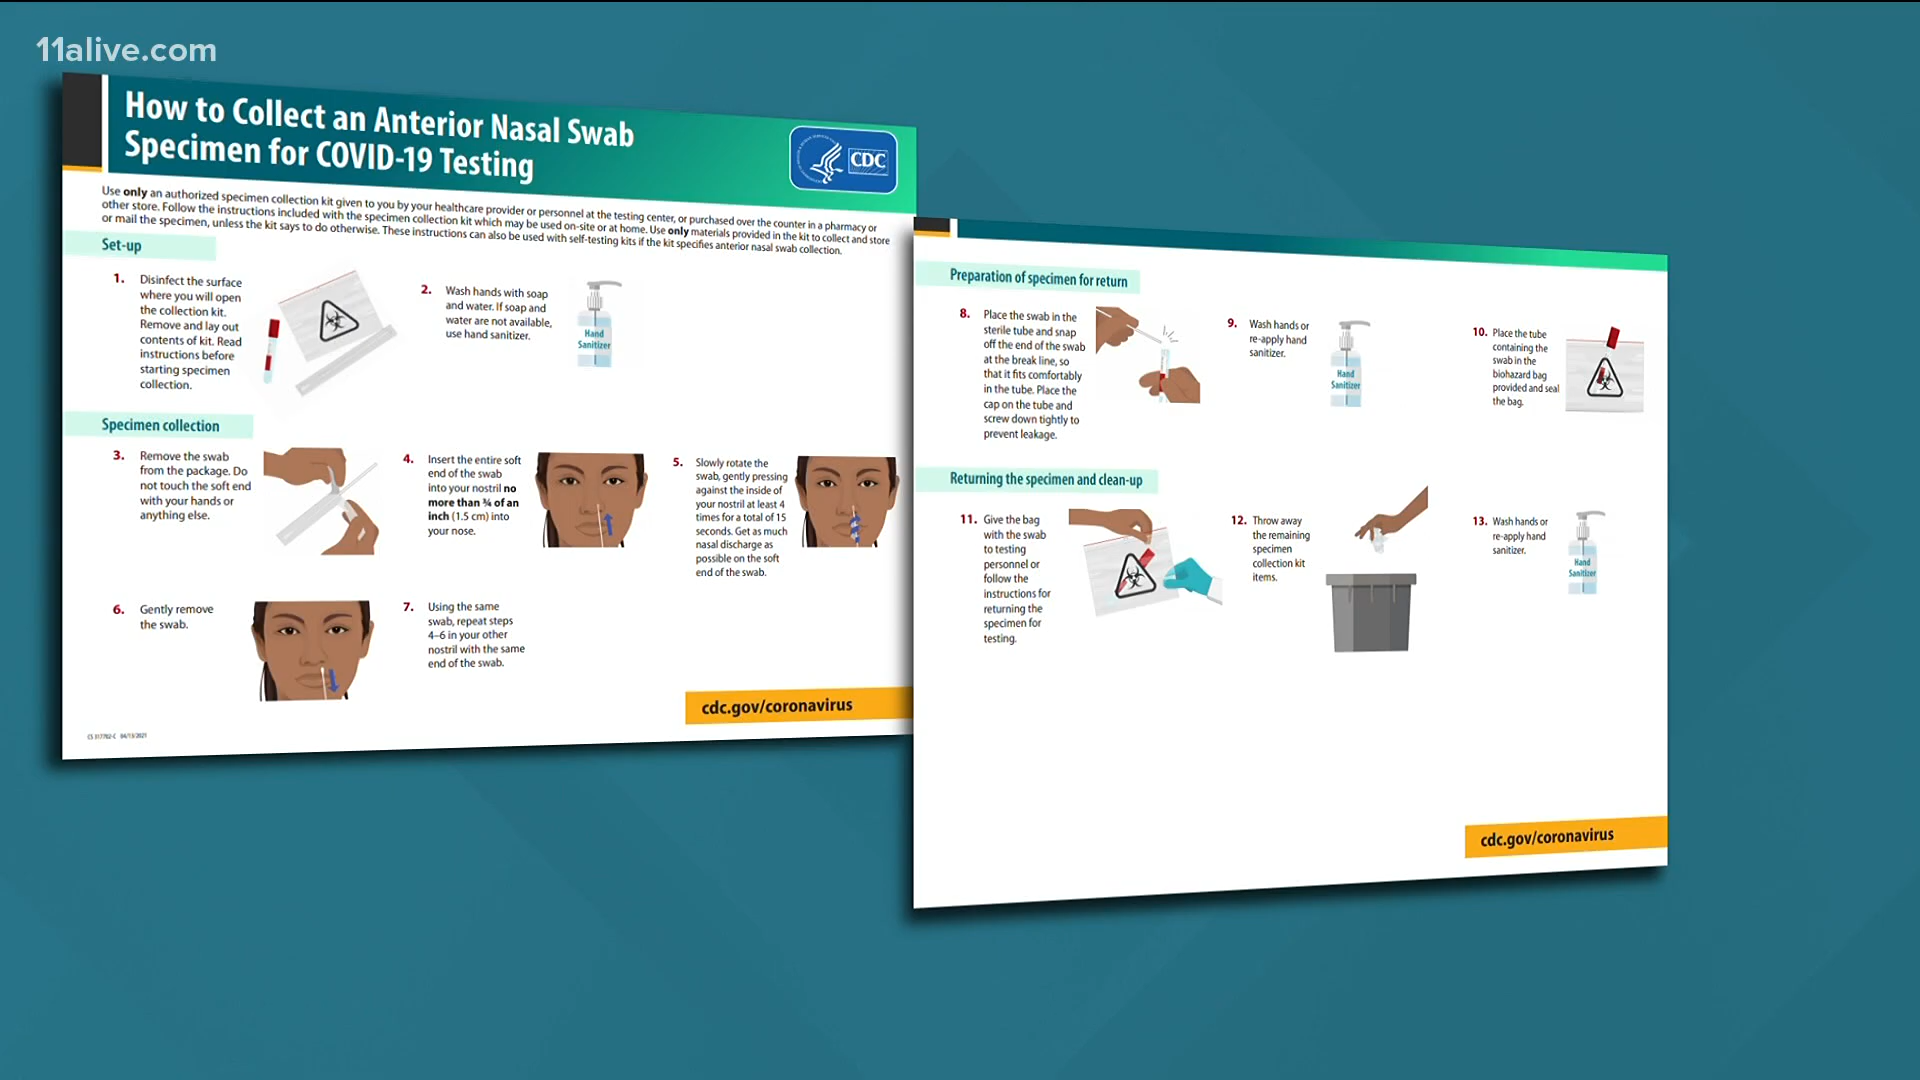 11alive.com
How to Collect an Anterior Nasal Swab
Specimen for COVID-19 Testing
CDC
Use only an authorized specimen collection kit given to you by your healthcare provider or personnel at the testing center, or purchased over the counter in a pharmacy or
other store. Follow the instructions included with the specimen collection kit which may be used on-site or at home. Use only materials provided in the kit to collect and store
or mail the specimen, unless the kit says to do otherwise. These instructions can also be used with self-testing kits if the kit specifies anterior nasal swab collection.
Set-up
1. Disinfect the surface
where you will open
the collection kit.
Remove and lay out
contents of kit. Read
instructions before
starting specimen
collection.
2. Wash hands with soap
and water. If soap and
water are not available,
use hand sanitizer.
Hand
Sanitizer
Specimen collection
3. Remove the swab
from the package. Do
not touch the soft end
with your hands or
anything else.
4. Insert the entire soft
end of the swab
into your nostril no
more than ¾ of an
inch (1.5 cm) into
your nose.
5. Slowly rotate the
swab, gently pressing
against the inside of
your nostril at least 4
times for a total of 15
seconds. Get as much
nasal discharge as
possible on the soft
end of the swab.
6. Gently remove
the swab.
7. Using the same
swab, repeat steps
4-6 in your other
nostril with the same
end of the swab.
cdc.gov/coronavirus
CS 317782-C 04/13/2021
Preparation of specimen for return
8. Place the swab in the
sterile tube and snap
off the end of the swab
at the break line, so
that it fits comfortably
in the tube. Place the
cap on the tube and
screw down tightly to
prevent leakage.
9. Wash hands or
re-apply hand
sanitizer.
Hand
Sanitizer
10. Place the tube
containing the
swab in the
biohazard bag
provided and seal
the bag.
Returning the specimen and clean-up
11. Give the bag
with the swab
to testing
personnel or
follow the
instructions for
returning the
specimen for
testing.
12. Throw away
the remaining
specimen
collection kit
items.
13. Wash hands or
re-apply hand
sanitizer.
Hand
Sanitizer
cdc.gov/coronavirus